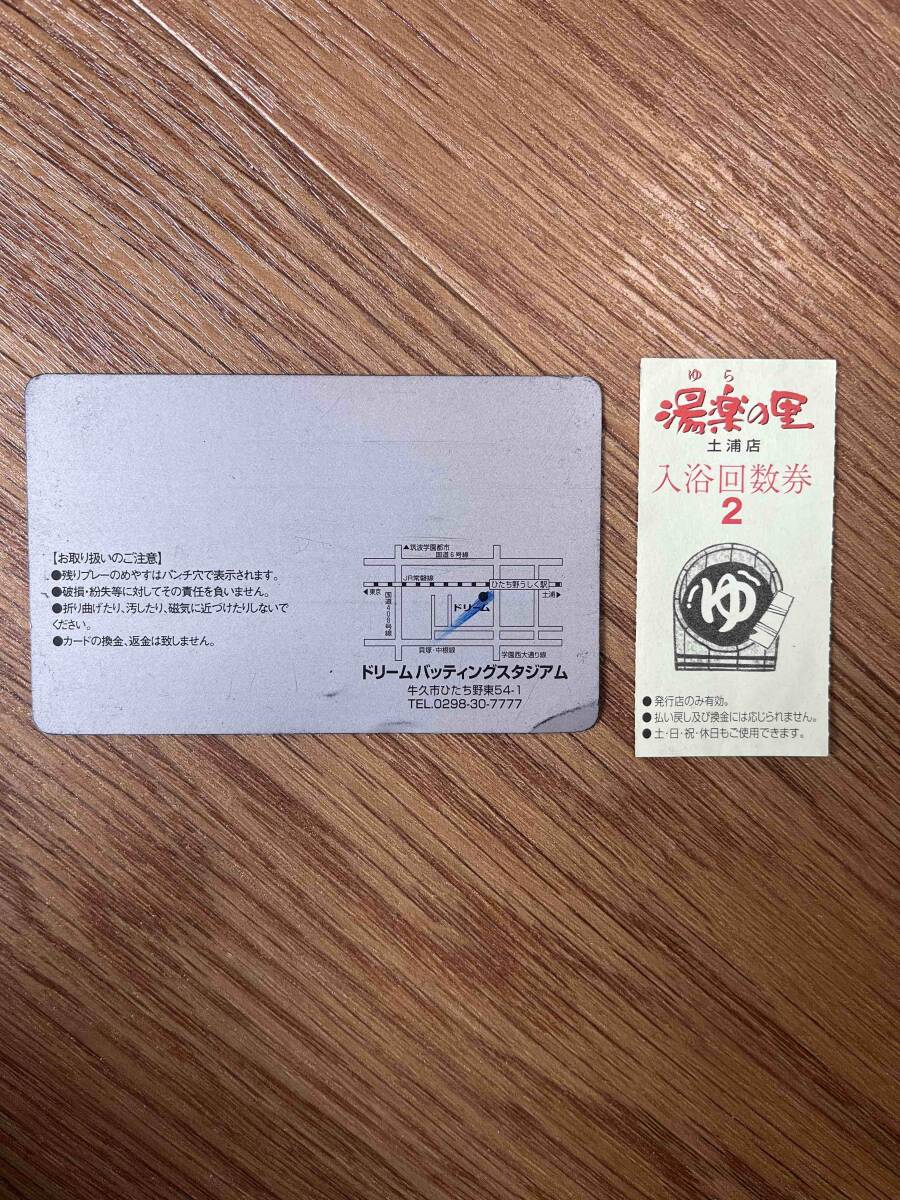 【お取り扱いのご注意】
●残りプレーのめやすはパンチ穴で表示されます。
●破損・紛失等に対してその責任を負いません。
●折り曲げたり、汚したり、磁気に近づけたりしないで
ください。
●カードの換金、返金は致しません。
▲筑波学園都市
国道6号線
JR常磐線
ひたち野うしく駅
◀東京
土浦▶
国道408号線
ドリーム
貝塚・中根線
学園西大通り線
ドリームバッティングスタジアム
牛久市ひたち野東54-1
TEL.0298-30-7777
ゆら
湯楽の里
土浦店
入浴回数券
2
ゆ
●発行店のみ有効。
●払い戻し及び換金には応じられません。
●土・日・祝・休日もご使用できます。